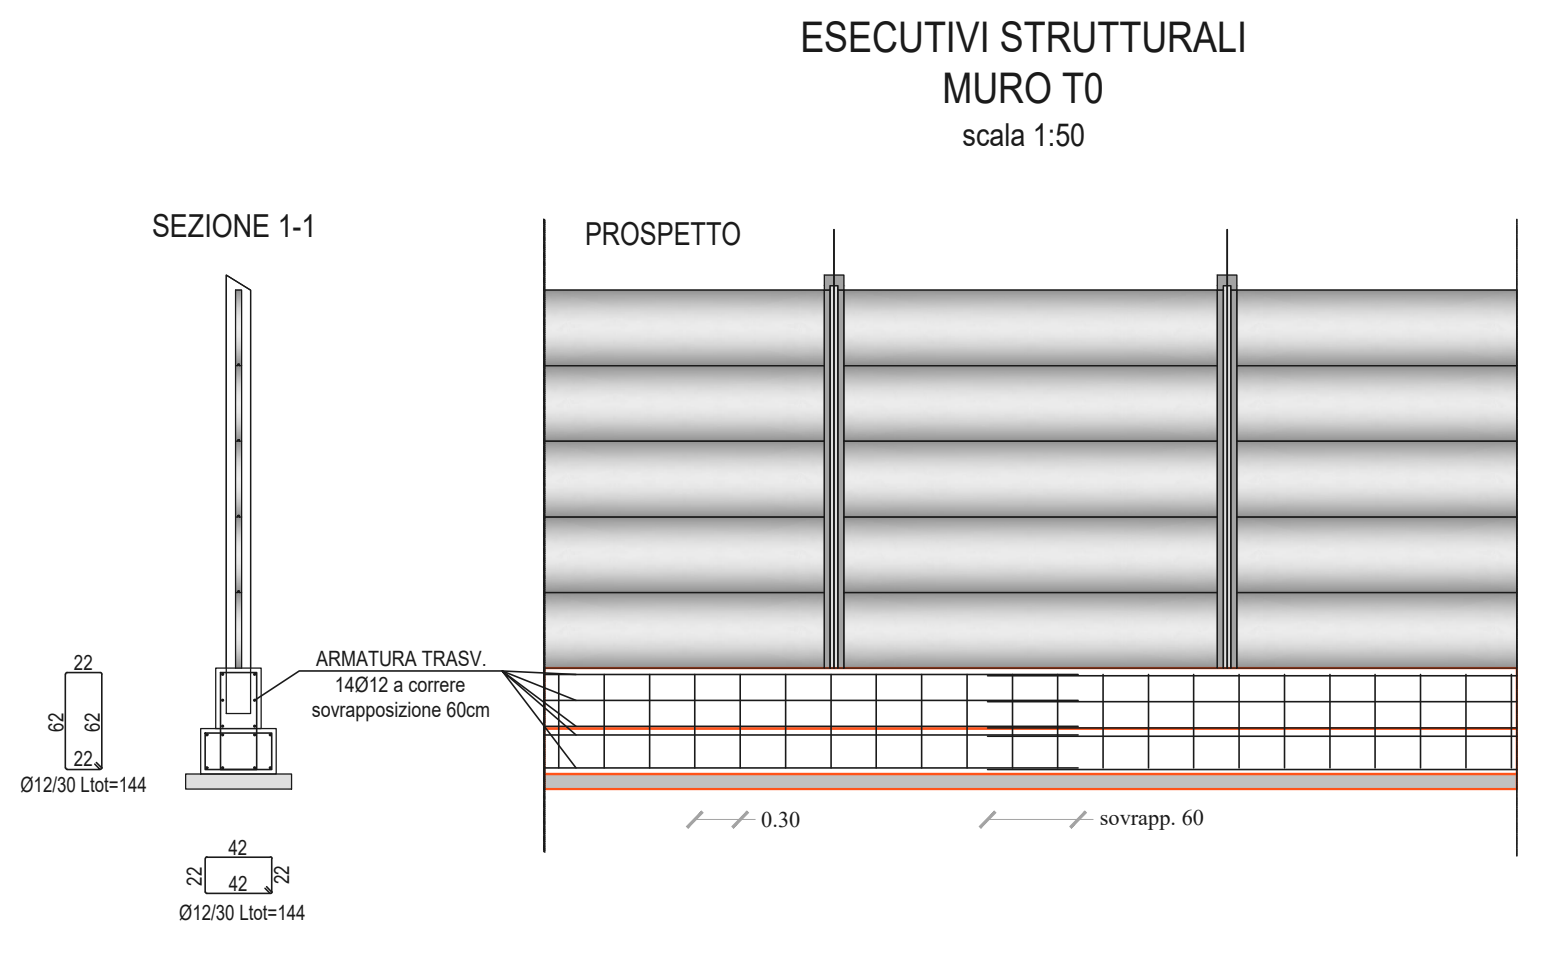 ESECUTIVI STRUTTURALI
MURO T0
scala 1:50
SEZIONE 1-1
PROSPETTO
ARMATURA TRASV.
14Ø12 a correre
sovrapposizione 60cm
22
62
62
22
Ø12/30 Ltot=144
0.30
sovrapp. 60
42
22
42
22
Ø12/30 Ltot=144